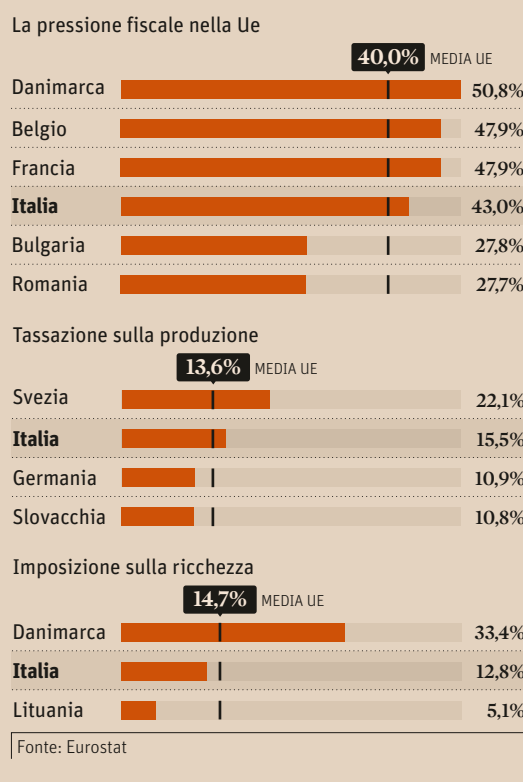 La pressione fiscale nella Ue
40,0% MEDIA UE
Danimarca 50,8%
Belgio 47,9%
Francia 47,9%
Italia 43,0%
Bulgaria 27,8%
Romania 27,7%
Tassazione sulla produzione
13,6% MEDIA UE
Svezia 22,1%
Italia 15,5%
Germania 10,9%
Slovacchia 10,8%
Imposizione sulla ricchezza
14,7% MEDIA UE
Danimarca 33,4%
Italia 12,8%
Lituania 5,1%
Fonte: Eurostat